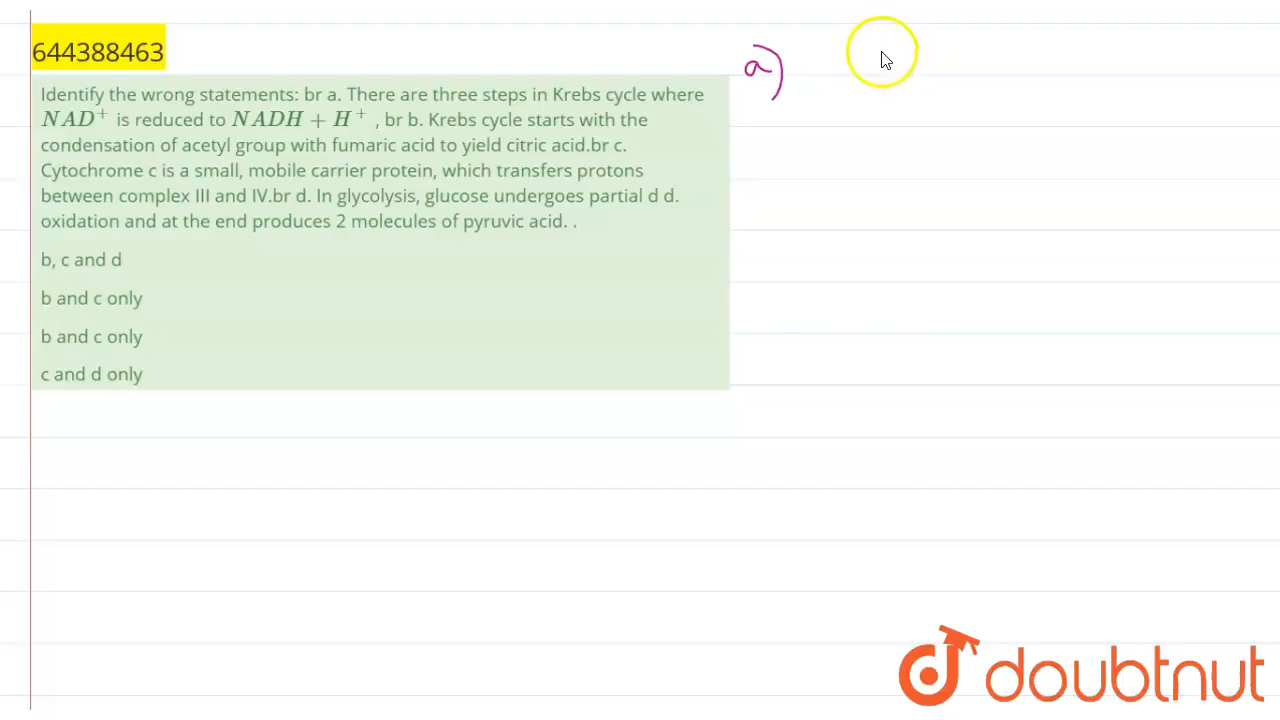 644388463
a)
Identify the wrong statements: br a. There are three steps in Krebs cycle where
NAD⁺ is reduced to NADH + H⁺ , br b. Krebs cycle starts with the
condensation of acetyl group with fumaric acid to yield citric acid.br c.
Cytochrome c is a small, mobile carrier protein, which transfers protons
between complex III and IV.br d. In glycolysis, glucose undergoes partial d d.
oxidation and at the end produces 2 molecules of pyruvic acid. .
b, c and d
b and c only
b and c only
c and d only
doubtnut